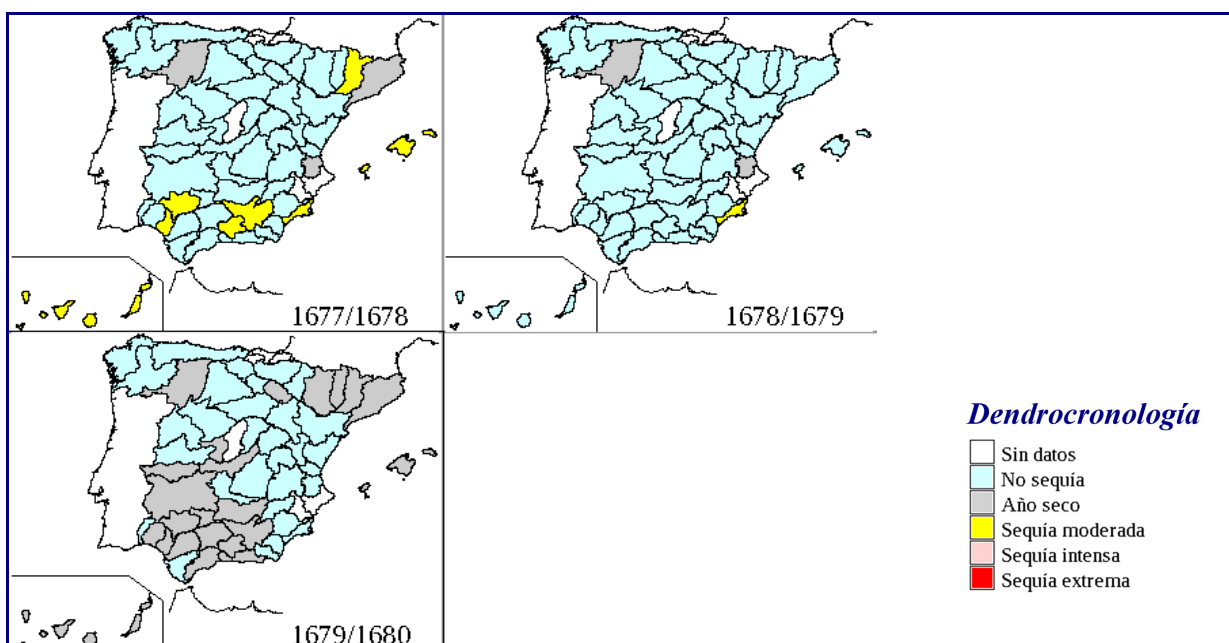 1677/1678
1678/1679
1679/1680
Dendrocronología
Sin datos
No sequía
Año seco
Sequía moderada
Sequía intensa
Sequía extrema